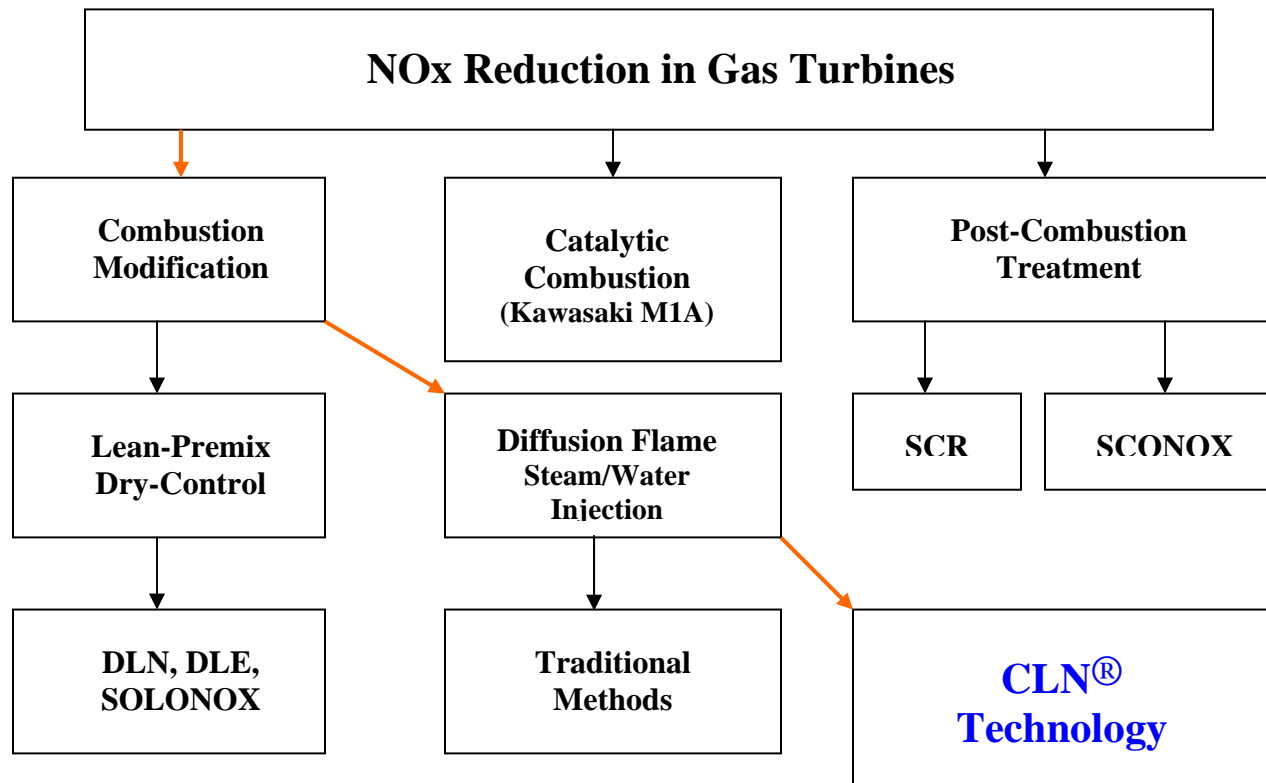 NOx Reduction in Gas Turbines
Combustion
Modification
Catalytic
Combustion
(Kawasaki M1A)
Post-Combustion
Treatment
Lean-Premix
Dry-Control
Diffusion Flame
Steam/Water
Injection
SCR
SCONOX
DLN, DLE,
SOLONOX
Traditional
Methods
CLN®
Technology